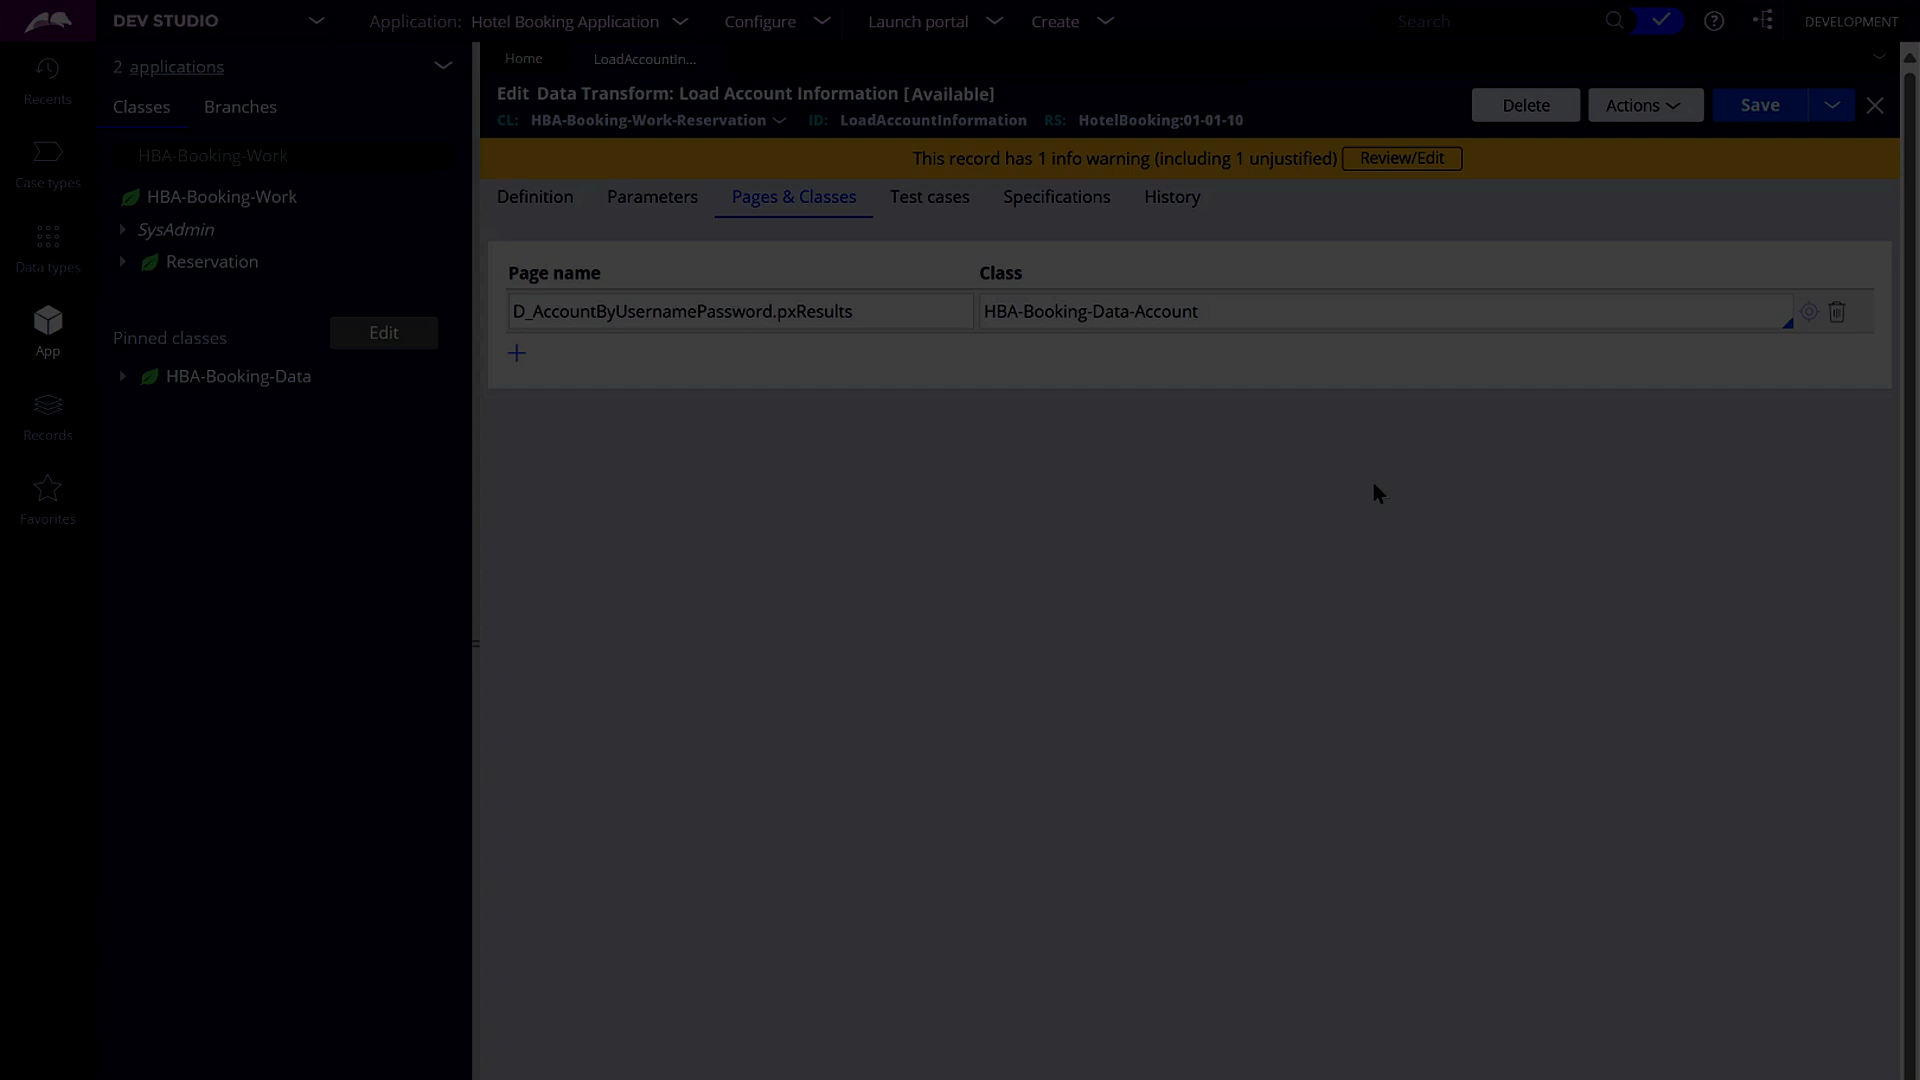 DEV STUDIO
Application: Hotel Booking Application
Configure
Launch portal
Create
Search
DEVELOPMENT
Recents
Case types
Data types
App
Records
Favorites
2 applications
Classes
Branches
HBA-Booking-Work
HBA-Booking-Work
SysAdmin
Reservation
Pinned classes
Edit
HBA-Booking-Data
Home
LoadAccountIn...
Edit Data Transform: Load Account Information [Available]
CL: HBA-Booking-Work-Reservation ID: LoadAccountInformation RS: HotelBooking:01-01-10
Delete
Actions
Save
This record has 1 info warning (including 1 unjustified) Review/Edit
Definition
Parameters
Pages & Classes
Test cases
Specifications
History
Page name
Class
D_AccountByUsernamePassword.pxResults
HBA-Booking-Data-Account